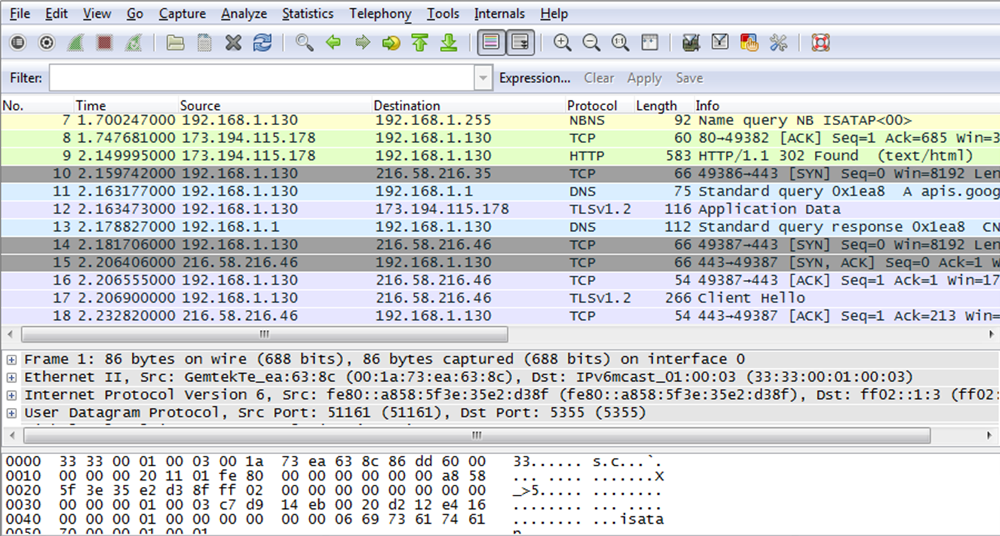 File Edit View Go Capture Analyze Statistics Telephony Tools Internals Help
Filter: Expression... Clear Apply Save
No. Time Source Destination Protocol Length Info
7 1.700247000 192.168.1.130 192.168.1.255 NBNS 92 Name query NB ISATAP<00>
8 1.747681000 173.194.115.178 192.168.1.130 TCP 60 80→49382 [ACK] Seq=1 Ack=685 Win=3
9 2.149995000 173.194.115.178 192.168.1.130 HTTP 583 HTTP/1.1 302 Found (text/html)
10 2.159742000 192.168.1.130 216.58.216.35 TCP 66 49386→443 [SYN] Seq=0 Win=8192 Len
11 2.163177000 192.168.1.130 192.168.1.1 DNS 75 Standard query 0x1ea8 A apis.goog
12 2.163473000 192.168.1.130 173.194.115.178 TLSv1.2 116 Application Data
13 2.178827000 192.168.1.1 192.168.1.130 DNS 112 Standard query response 0x1ea8 CN
14 2.181706000 192.168.1.130 216.58.216.46 TCP 66 49387→443 [SYN] Seq=0 Win=8192 Len
15 2.206406000 216.58.216.46 192.168.1.130 TCP 66 443→49387 [SYN, ACK] Seq=0 Ack=1 W
16 2.206555000 192.168.1.130 216.58.216.46 TCP 54 49387→443 [ACK] Seq=1 Ack=1 Win=17
17 2.206900000 192.168.1.130 216.58.216.46 TLSv1.2 266 Client Hello
18 2.232820000 216.58.216.46 192.168.1.130 TCP 54 443→49387 [ACK] Seq=1 Ack=213 Win=
Frame 1: 86 bytes on wire (688 bits), 86 bytes captured (688 bits) on interface 0
Ethernet II, Src: GemtekTe_ea:63:8c (00:1a:73:ea:63:8c), Dst: IPv6mcast_01:00:03 (33:33:00:01:00:03)
Internet Protocol Version 6, Src: fe80::a858:5f3e:35e2:d38f (fe80::a858:5f3e:35e2:d38f), Dst: ff02::1:3 (ff02:
User Datagram Protocol, Src Port: 51161 (51161), Dst Port: 5355 (5355)
0000 33 33 00 01 00 03 00 1a 73 ea 63 8c 86 dd 60 00 33...... s.c...`.
0010 00 00 00 20 11 01 fe 80 00 00 00 00 00 00 a8 58 ... .... .......X
0020 5f 3e 35 e2 d3 8f ff 02 00 00 00 00 00 00 00 00 _>5..... ........
0030 00 00 00 01 00 03 c7 d9 14 eb 00 20 d2 12 e4 16 ........ ... ....
0040 00 00 00 01 00 00 00 00 00 00 06 69 73 61 74 61 ........ ...isata
0050 70 00 00 01 00 01 p